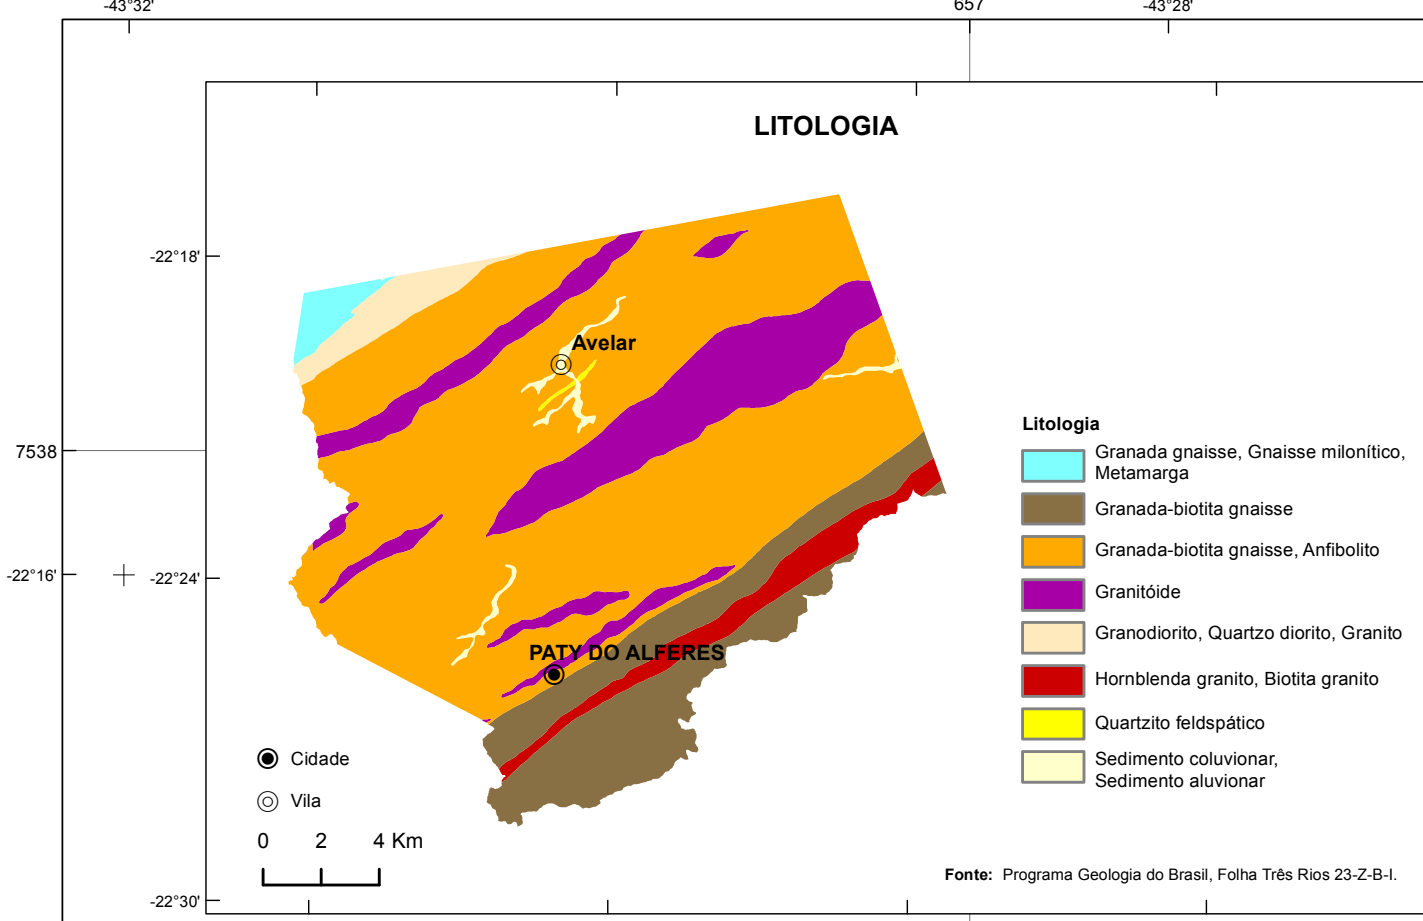 -43°32'
657
-43°28'
LITOLOGIA
-22°18'
Avelar
7538
-22°16'
-22°24'
PATY DO ALFERES
Litologia
Granada gnaisse, Gnaisse milonítico,
Metamarga
Granada-biotita gnaisse
Granada-biotita gnaisse, Anfibolito
Granitóide
Granodiorito, Quartzo diorito, Granito
Hornblenda granito, Biotita granito
Quartzito feldspático
Sedimento coluvionar,
Sedimento aluvionar
Cidade
Vila
0 2 4 Km
Fonte: Programa Geologia do Brasil, Folha Três Rios 23-Z-B-I.
-22°30'